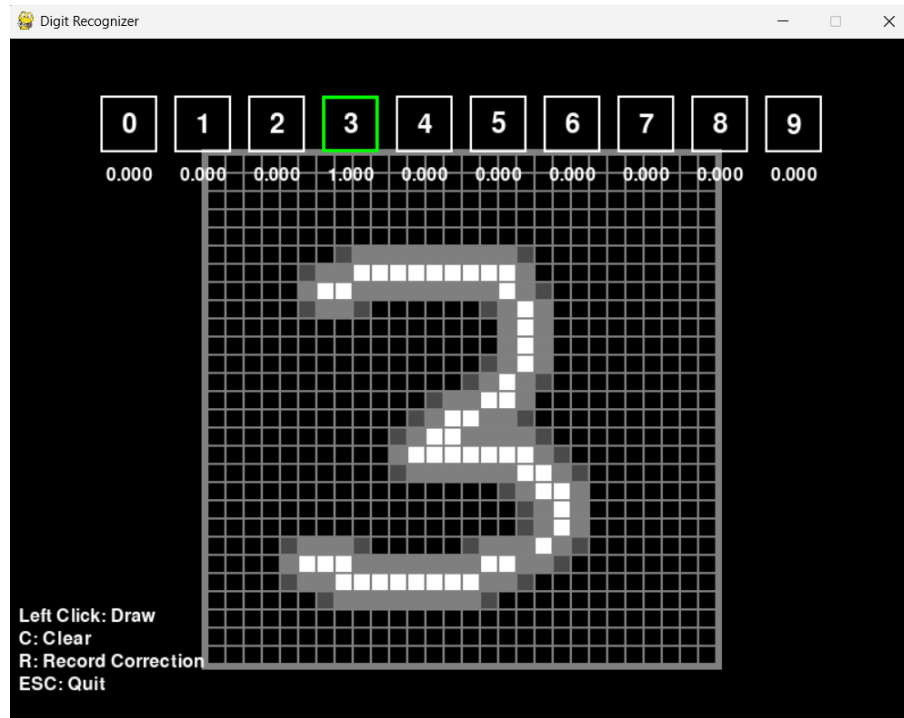 Digit Recognizer
0 1 2 3 4 5 6 7 8 9
0.000 0.000 0.000 1.000 0.000 0.000 0.000 0.000 0.000 0.000
3
Left Click: Draw
C: Clear
R: Record Correction
ESC: Quit